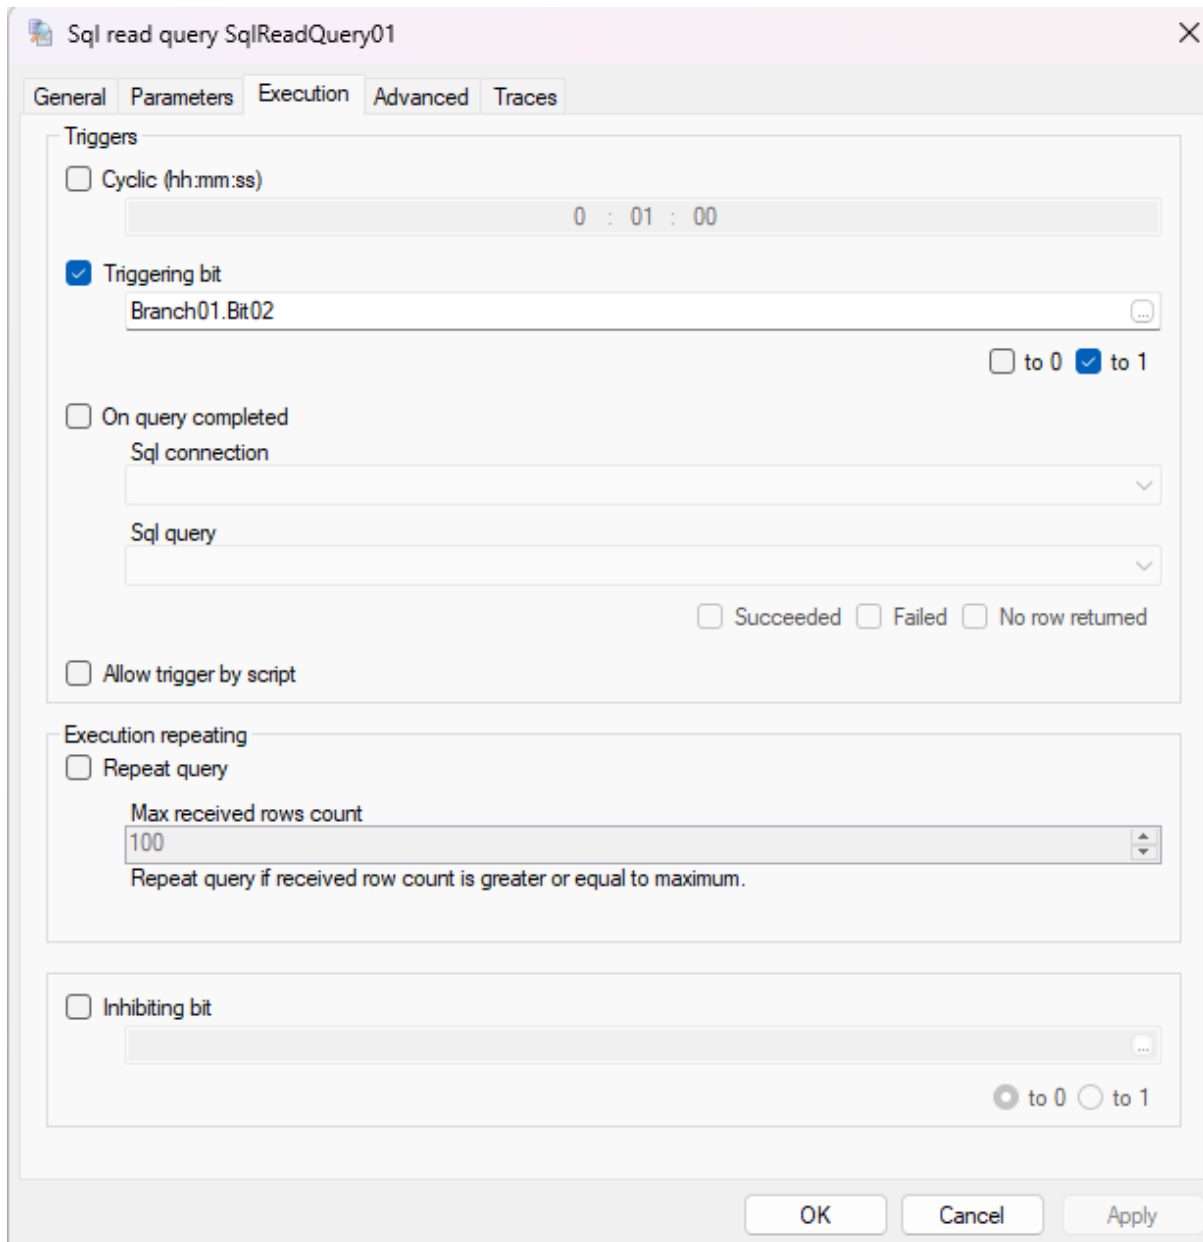 Sql read query SqlReadQuery01
General Parameters Execution Advanced Traces
Triggers
Cyclic (hh:mm:ss)
0 : 01 : 00
Triggering bit
Branch01.Bit02
...
to 0 to 1
On query completed
Sql connection
Sql query
Succeeded Failed No row returned
Allow trigger by script
Execution repeating
Repeat query
Max received rows count
100
Repeat query if received row count is greater or equal to maximum.
Inhibiting bit
...
to 0 to 1
OK Cancel Apply